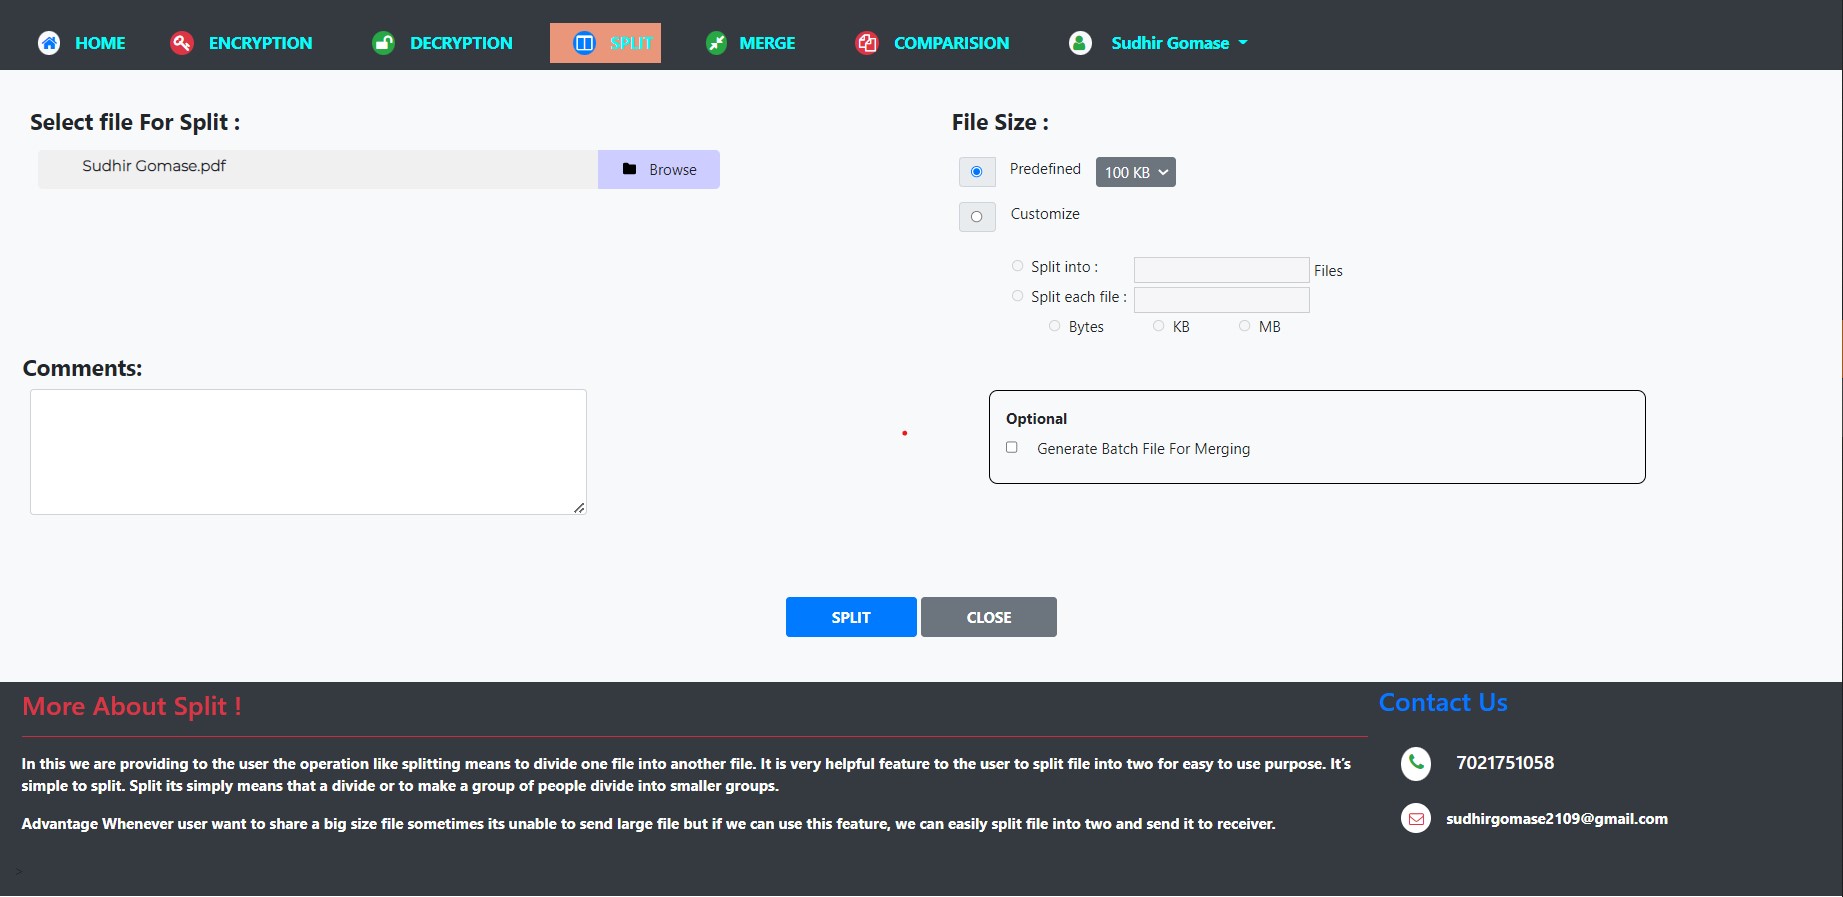 HOME ENCRYPTION DECRYPTION SPLIT MERGE COMPARISION Sudhir Gomase
Select file For Split :
Sudhir Gomase.pdf Browse
File Size :
Predefined 100 KB
Customize
Split into : Files
Split each file :
Bytes KB MB
Comments:
Optional
Generate Batch File For Merging
SPLIT CLOSE
More About Split !
In this we are providing to the user the operation like splitting means to divide one file into another file. It is very helpful feature to the user to split file into two for easy to use purpose. It’s
simple to split. Split its simply means that a divide or to make a group of people divide into smaller groups.
Advantage Whenever user want to share a big size file sometimes its unable to send large file but if we can use this feature, we can easily split file into two and send it to receiver.
>
Contact Us
7021751058
sudhirgomase2109@gmail.com